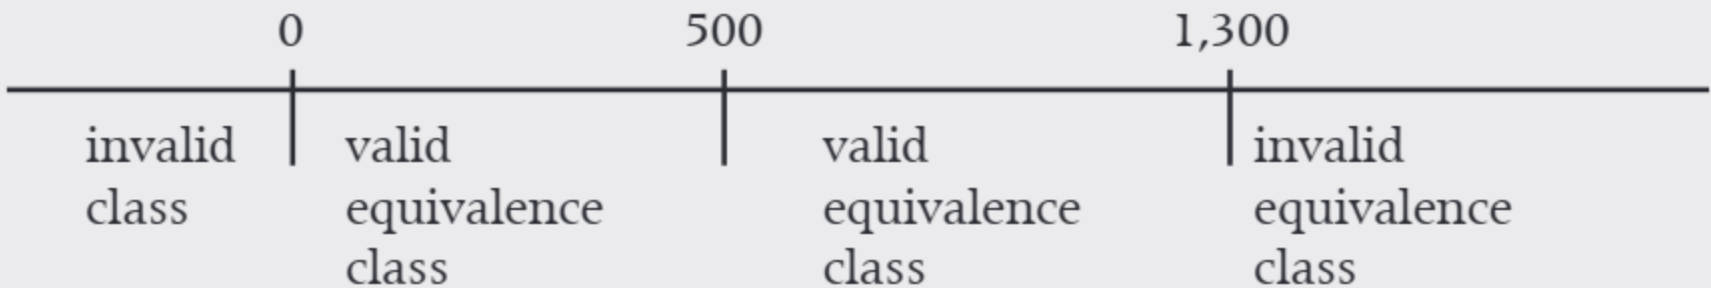 0 500 1,300
invalid valid valid invalid
class equivalence equivalence equivalence
class class class